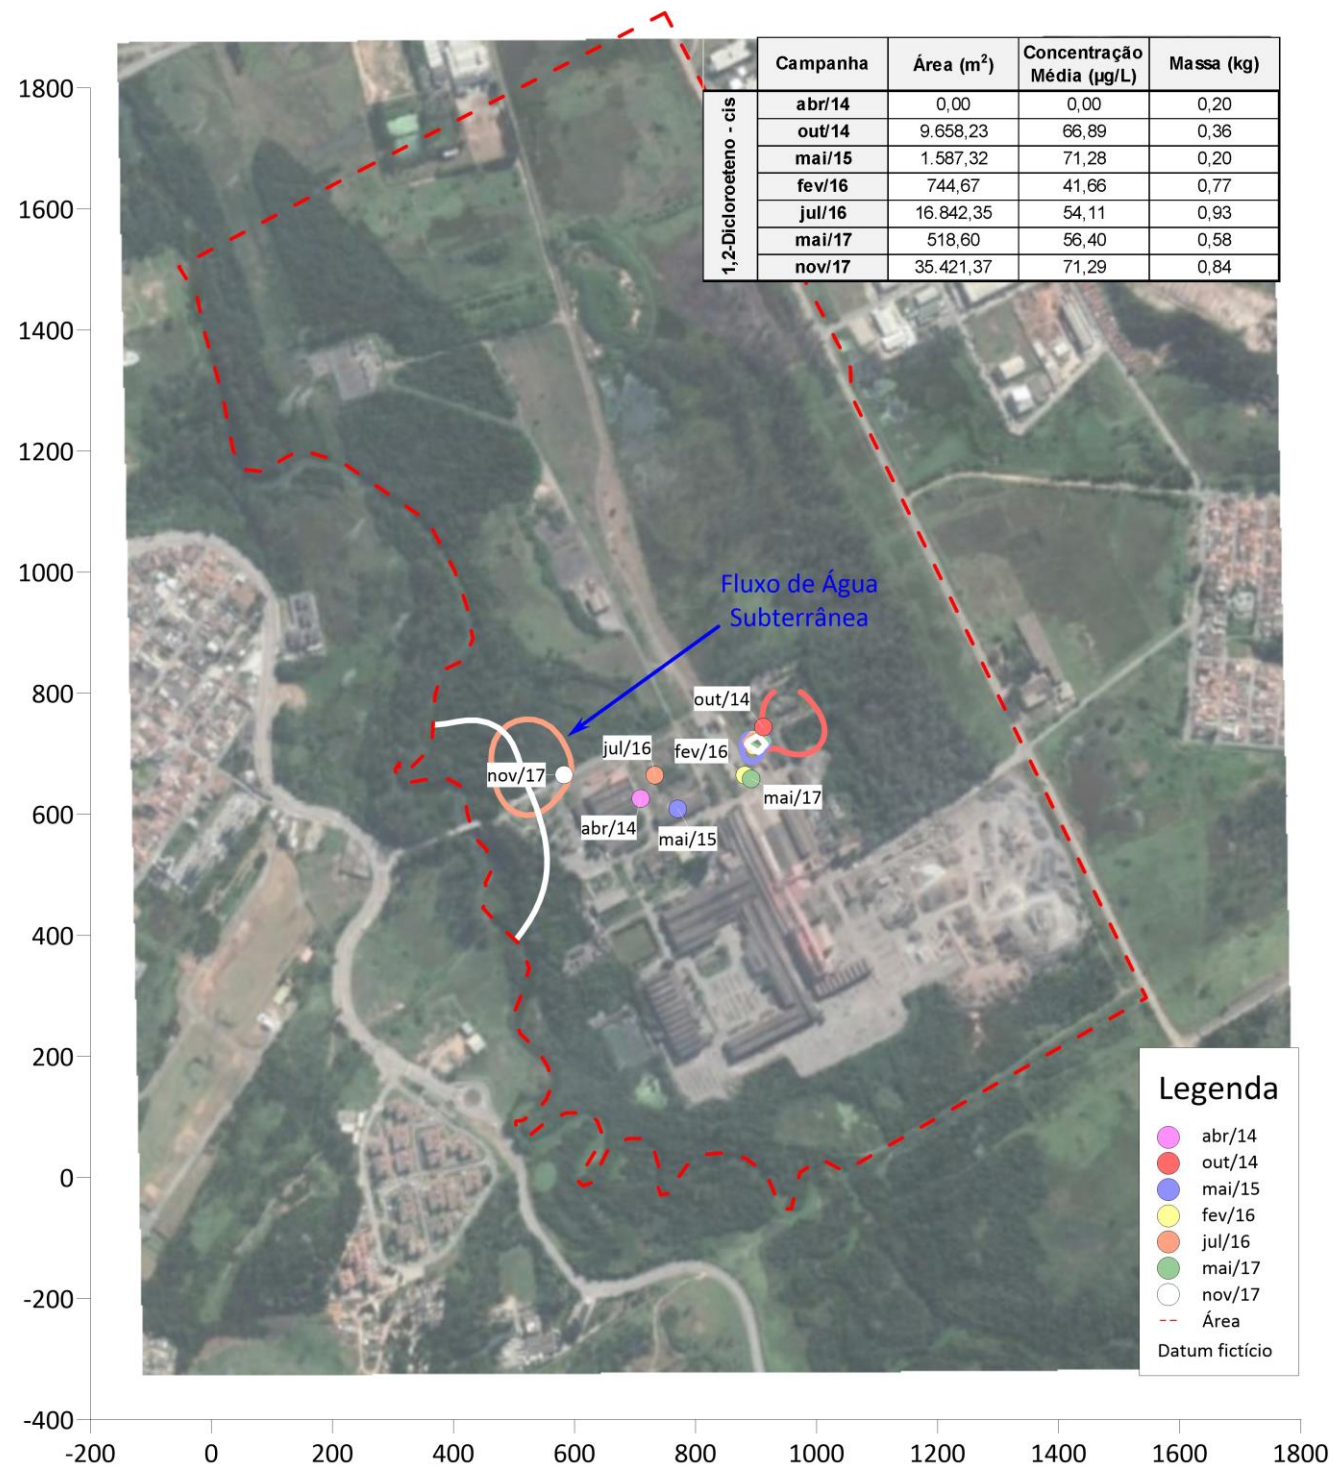 Campanha Área (m²) Concentração Média (µg/L) Massa (kg)
1,2-Dicloroeteno - cis
abr/14 0,00 0,00 0,20
out/14 9.658,23 66,89 0,36
mai/15 1.587,32 71,28 0,20
fev/16 744,67 41,66 0,77
jul/16 16.842,35 54,11 0,93
mai/17 518,60 56,40 0,58
nov/17 35.421,37 71,29 0,84
1800
1600
1400
1200
1000
800
600
400
200
0
-200
-400
Fluxo de Água
Subterrânea
out/14
jul/16
fev/16
nov/17
mai/17
abr/14
mai/15
Legenda
abr/14
out/14
mai/15
fev/16
jul/16
mai/17
nov/17
Área
Datum fictício
-200 0 200 400 600 800 1000 1200 1400 1600 1800